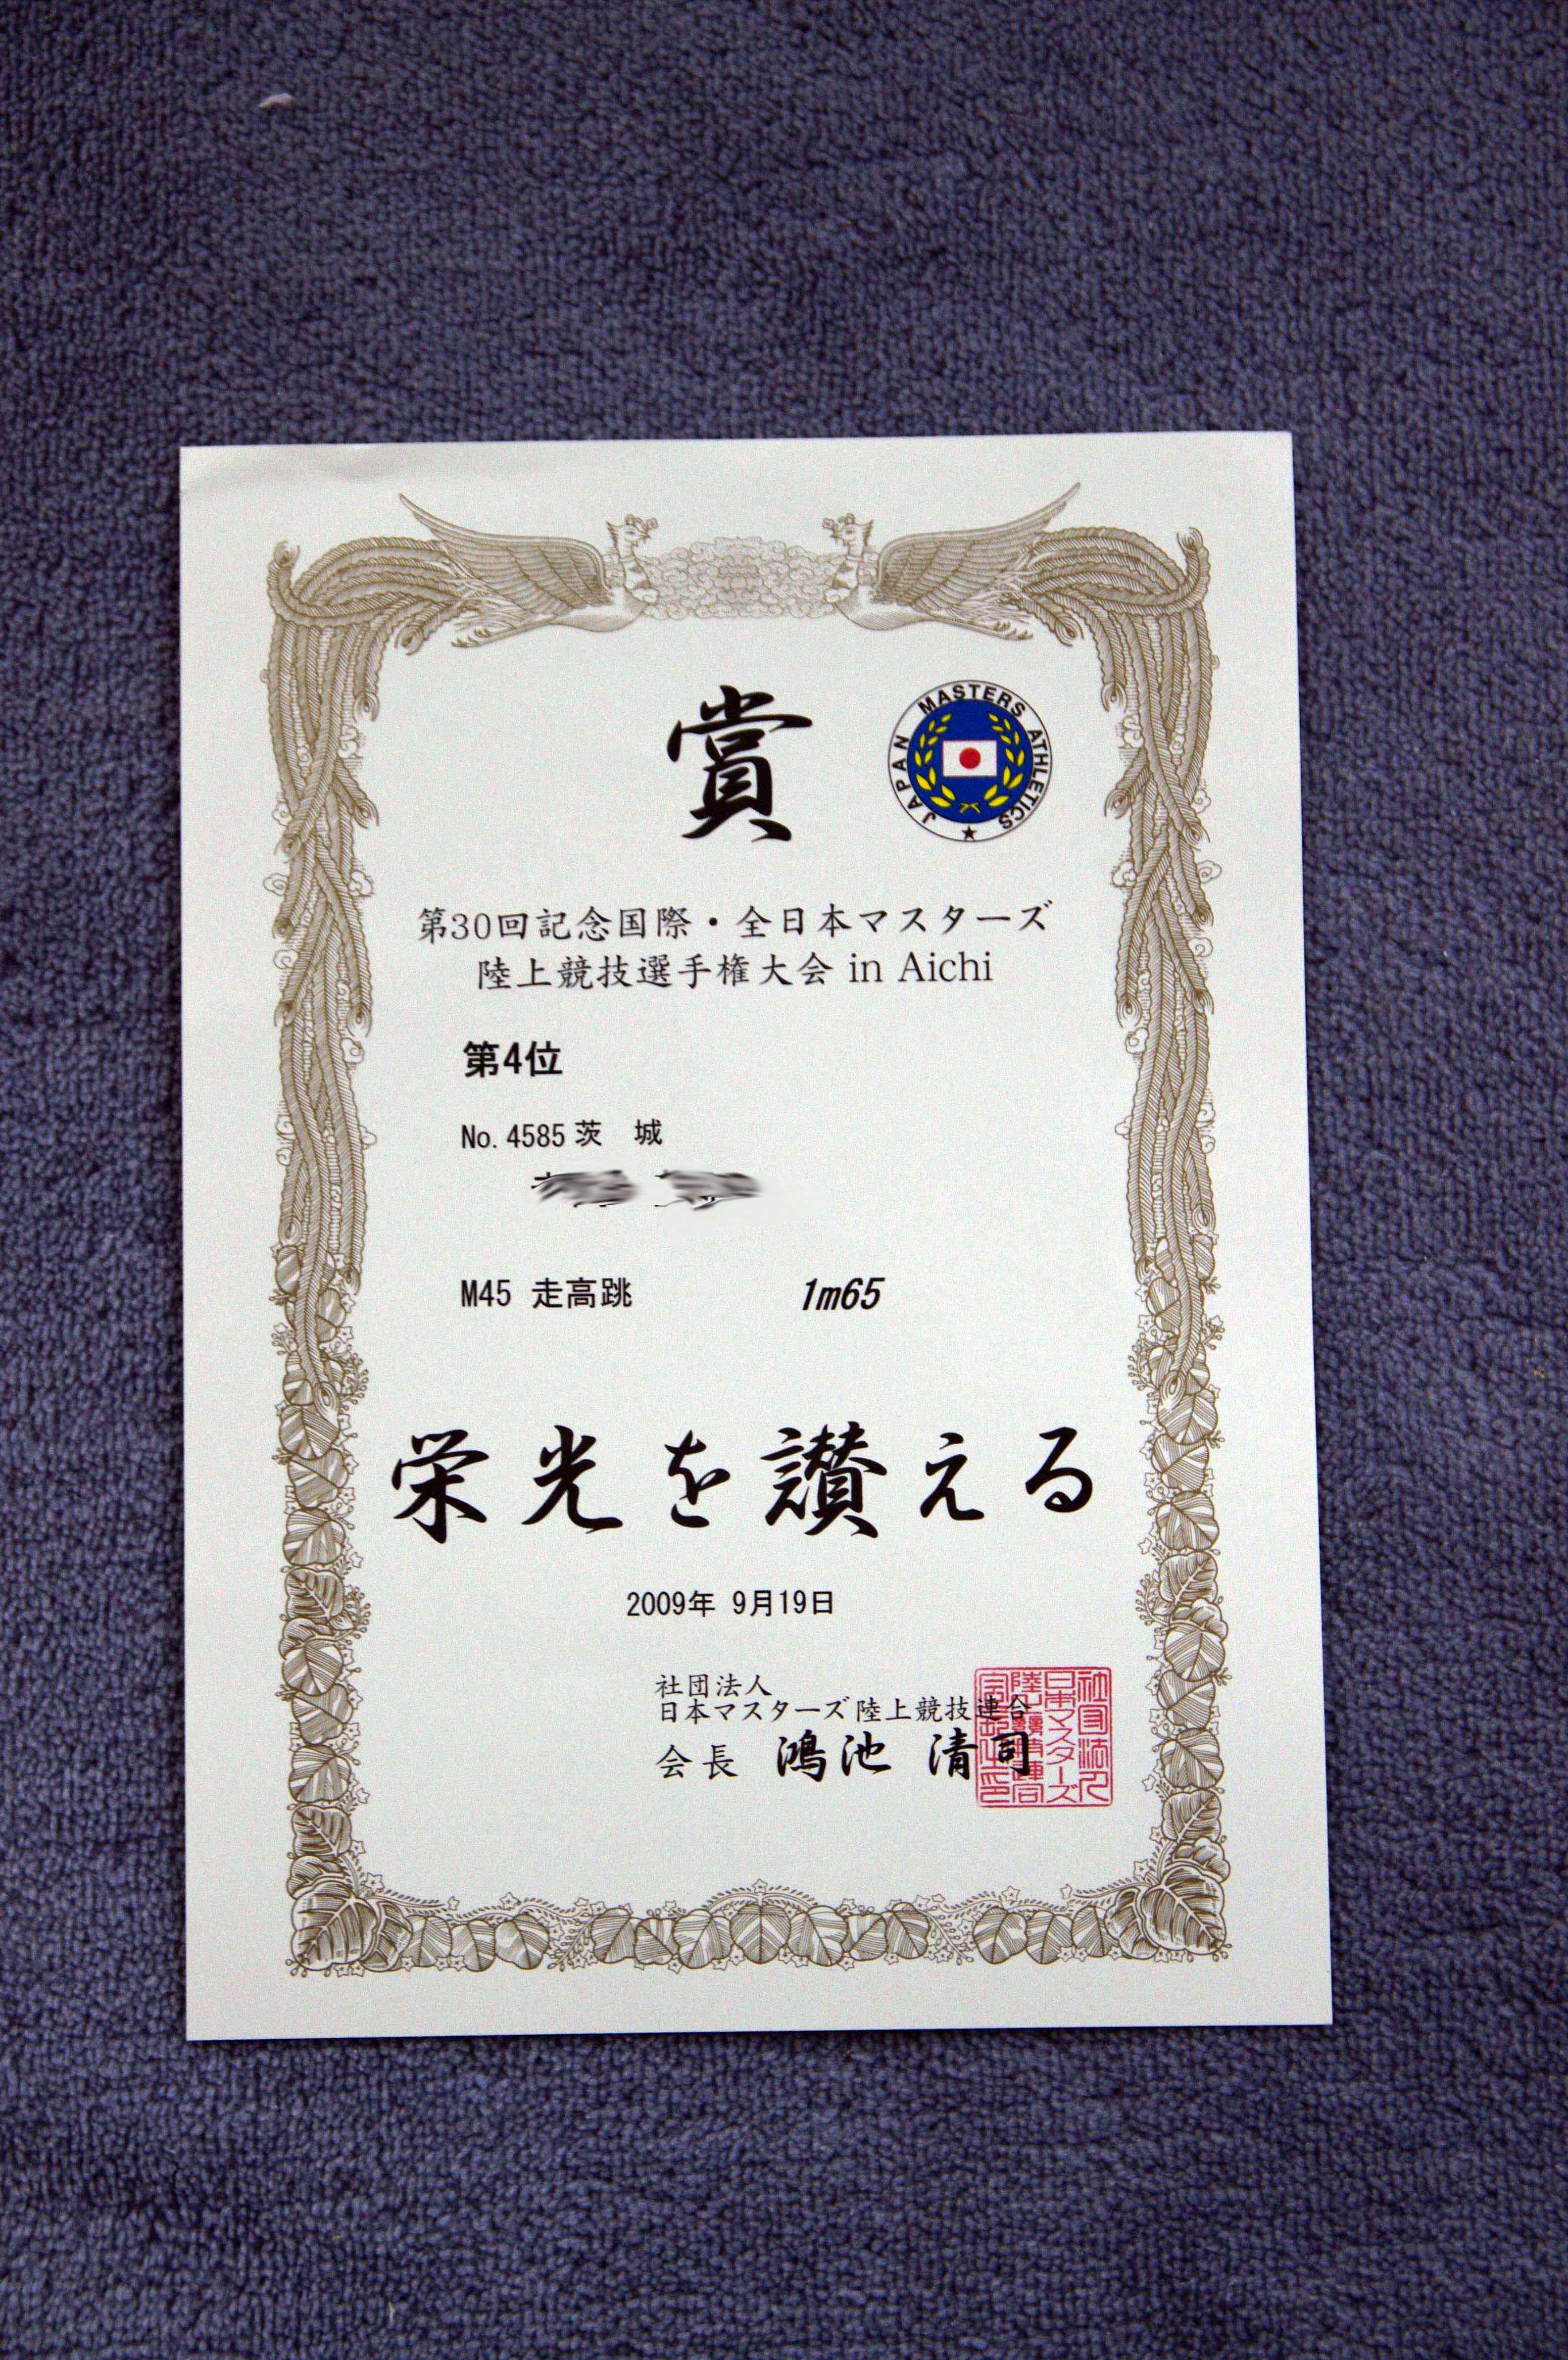 賞
JAPAN MASTERS ATHLETICS
第30回記念国際・全日本マスターズ
陸上競技選手権大会 in Aichi
第4位
No. 4585 茨　城
M45 走高跳 1m65
栄光を讃える
2009年 9月19日
社団法人
日本マスターズ陸上競技連合
会長 鴻池 清司